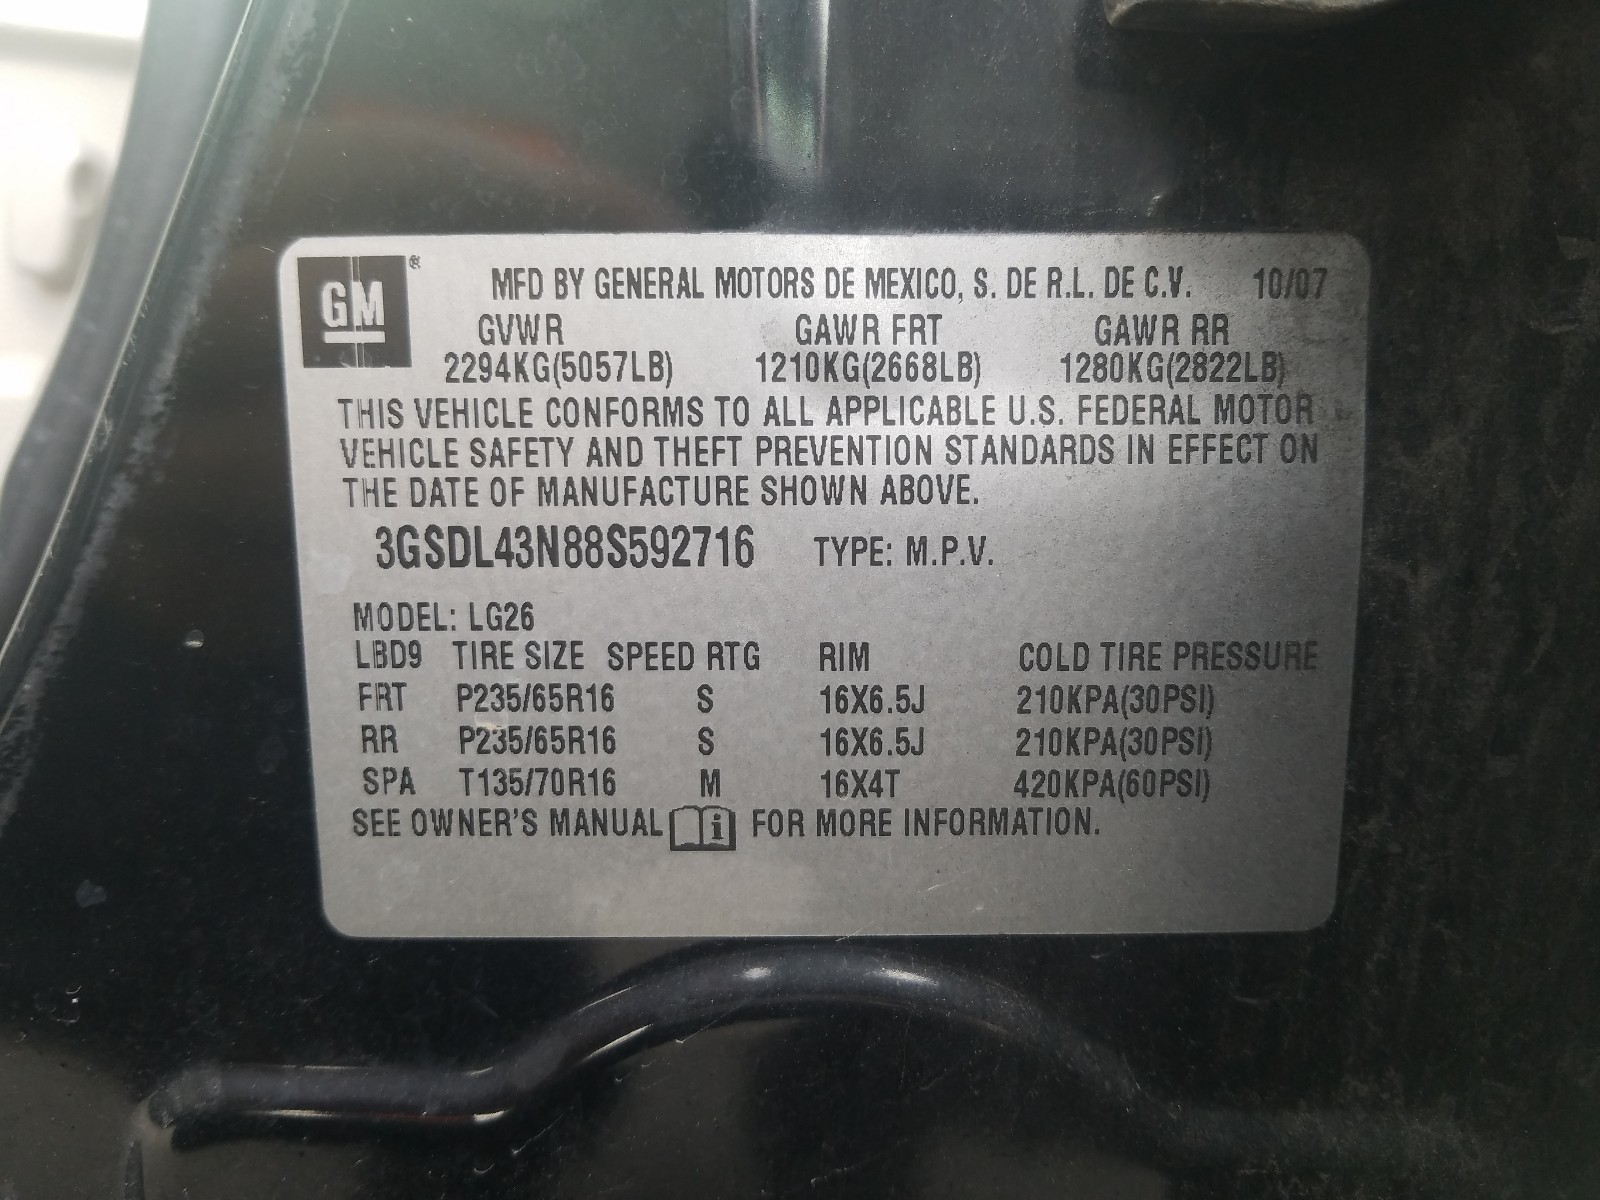 GM ® MFD BY GENERAL MOTORS DE MEXICO, S. DE R.L. DE C.V. 10/07
GVWR GAWR FRT GAWR RR
2294KG(5057LB) 1210KG(2668LB) 1280KG(2822LB)
THIS VEHICLE CONFORMS TO ALL APPLICABLE U.S. FEDERAL MOTOR
VEHICLE SAFETY AND THEFT PREVENTION STANDARDS IN EFFECT ON
THE DATE OF MANUFACTURE SHOWN ABOVE.
3GSDL43N88S592716 TYPE: M.P.V.
MODEL: LG26
LBD9 TIRE SIZE SPEED RTG RIM COLD TIRE PRESSURE
FRT P235/65R16 S 16X6.5J 210KPA(30PSI)
RR P235/65R16 S 16X6.5J 210KPA(30PSI)
SPA T135/70R16 M 16X4T 420KPA(60PSI)
SEE OWNER'S MANUAL i FOR MORE INFORMATION.